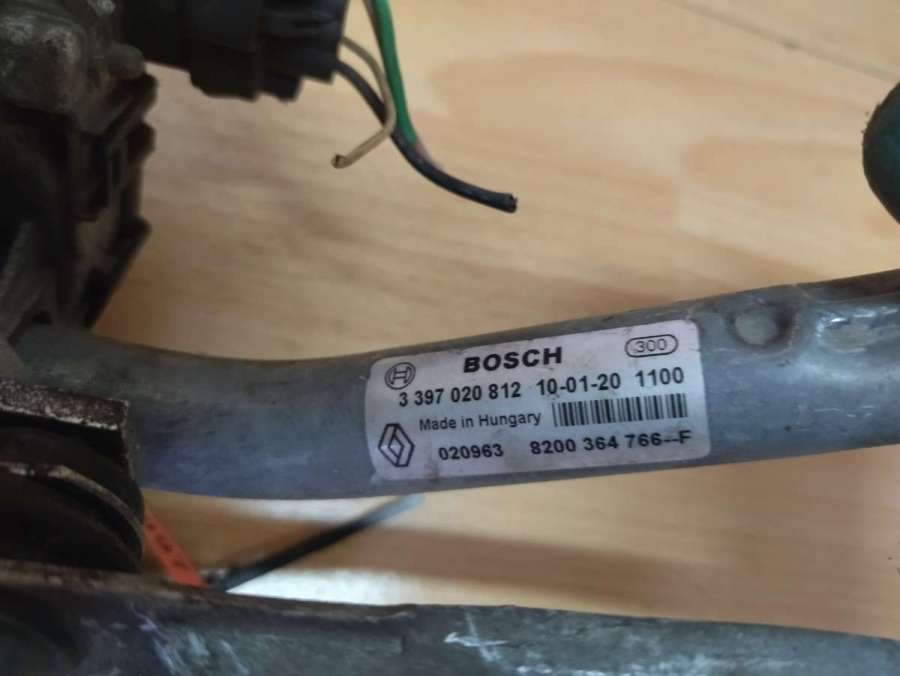 BOSCH 300
3 397 020 812 10-01-20 1100
Made in Hungary
020963 8200 364 766--F